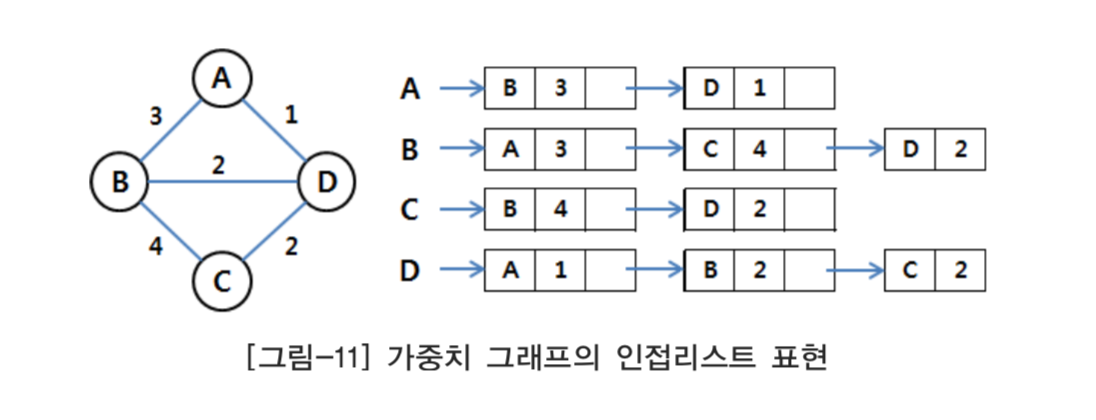 A
3
1
B
2
D
4
2
C
A B 3 D 1
B A 3 C 4 D 2
C B 4 D 2
D A 1 B 2 C 2
[그림-11] 가중치 그래프의 인접리스트 표현